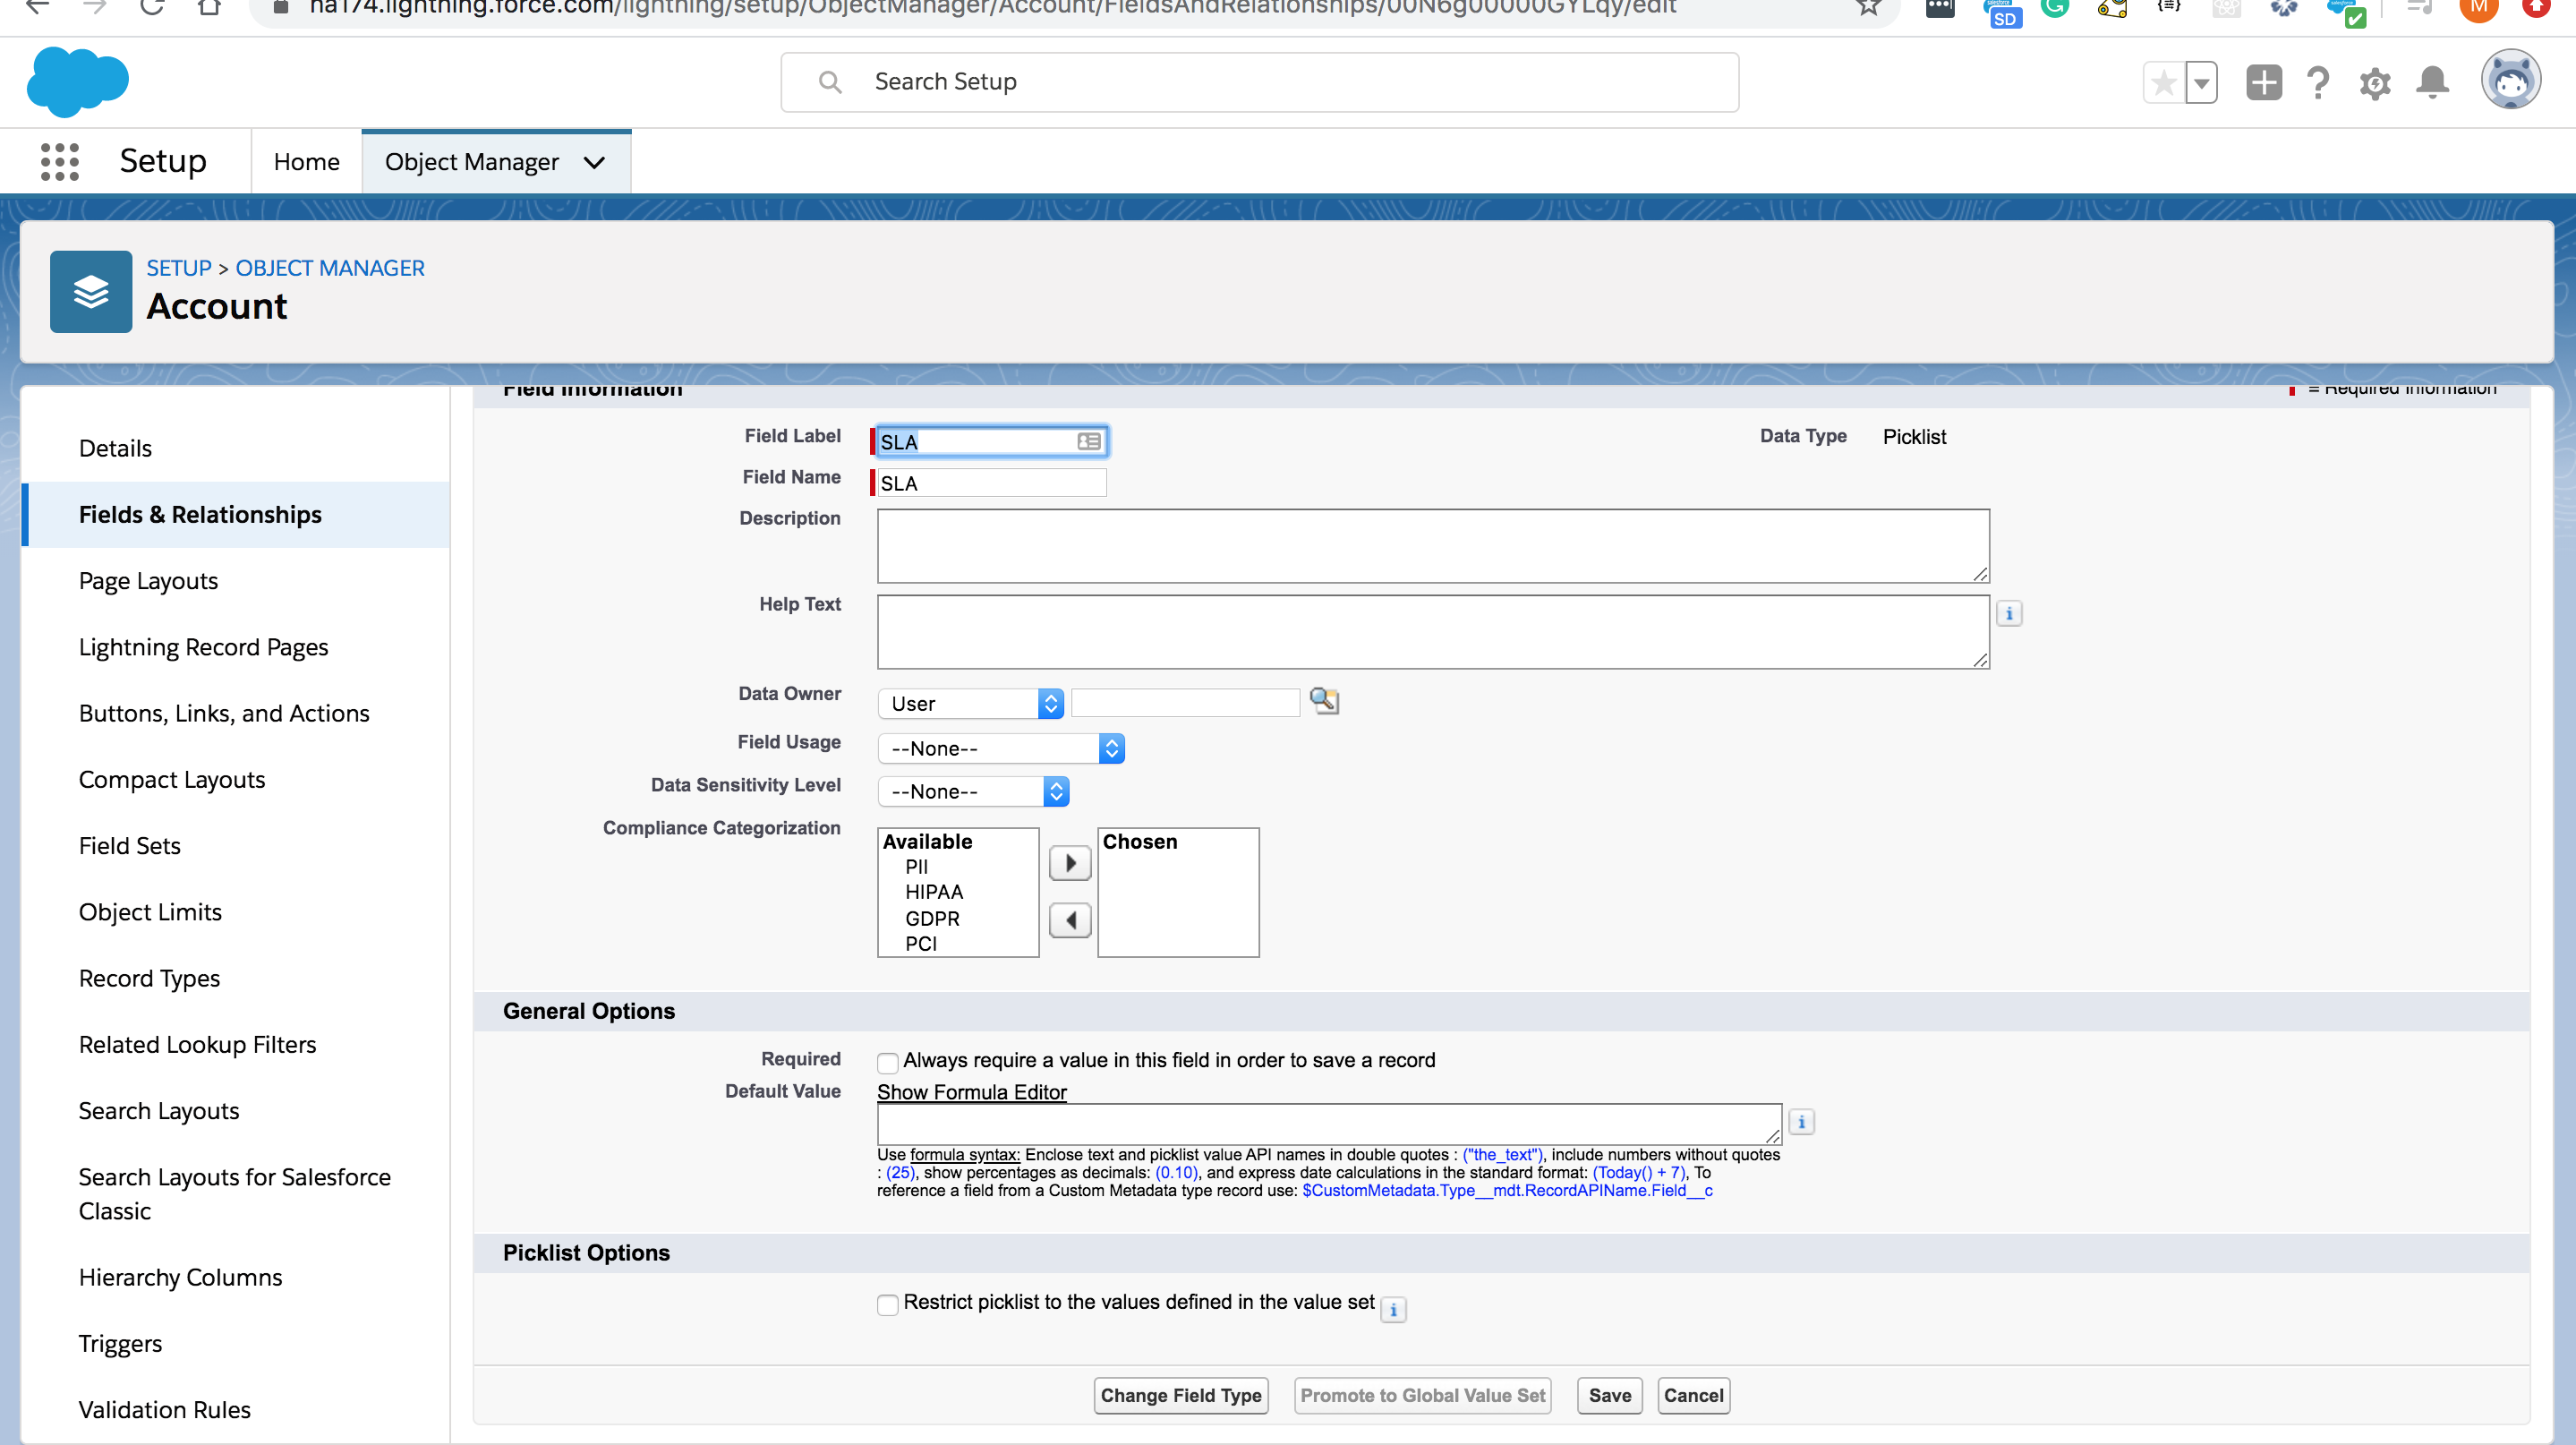 na174.lightning.force.com/lightning/setup/ObjectManager/Account/FieldsAndRelationships/00N6g00000GYLqy/edit
SD
M
Search Setup
Setup
Home
Object Manager
SETUP > OBJECT MANAGER
Account
Field Information
= Required Information
Details
Fields & Relationships
Page Layouts
Lightning Record Pages
Buttons, Links, and Actions
Compact Layouts
Field Sets
Object Limits
Record Types
Related Lookup Filters
Search Layouts
Search Layouts for Salesforce
Classic
Hierarchy Columns
Triggers
Validation Rules
Field Label SLA
Data Type Picklist
Field Name SLA
Description
Help Text
Data Owner User
Field Usage --None--
Data Sensitivity Level --None--
Compliance Categorization
Available
PII
HIPAA
GDPR
PCI
Chosen
General Options
Required Always require a value in this field in order to save a record
Default Value Show Formula Editor
Use formula syntax: Enclose text and picklist value API names in double quotes : ("the_text"), include numbers without quotes
: (25), show percentages as decimals: (0.10), and express date calculations in the standard format: (Today() + 7), To
reference a field from a Custom Metadata type record use: $CustomMetadata.Type__mdt.RecordAPIName.Field__c
Picklist Options
Restrict picklist to the values defined in the value set
Change Field Type
Promote to Global Value Set
Save
Cancel